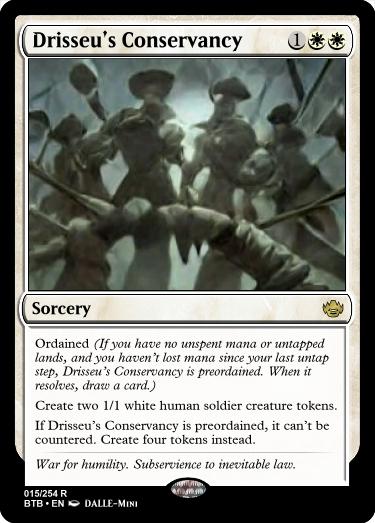 Drisseu's Conservancy 1
Sorcery
Ordained (If you have no unspent mana or untapped
lands, and you haven't lost mana since your last untap
step, Drisseu's Conservancy is preordained. When it
resolves, draw a card.)
Create two 1/1 white human soldier creature tokens.
If Drisseu's Conservancy is preordained, it can't be
countered. Create four tokens instead.
War for humility. Subservience to inevitable law.
015/254 R
BTB • EN DALLE-Mini